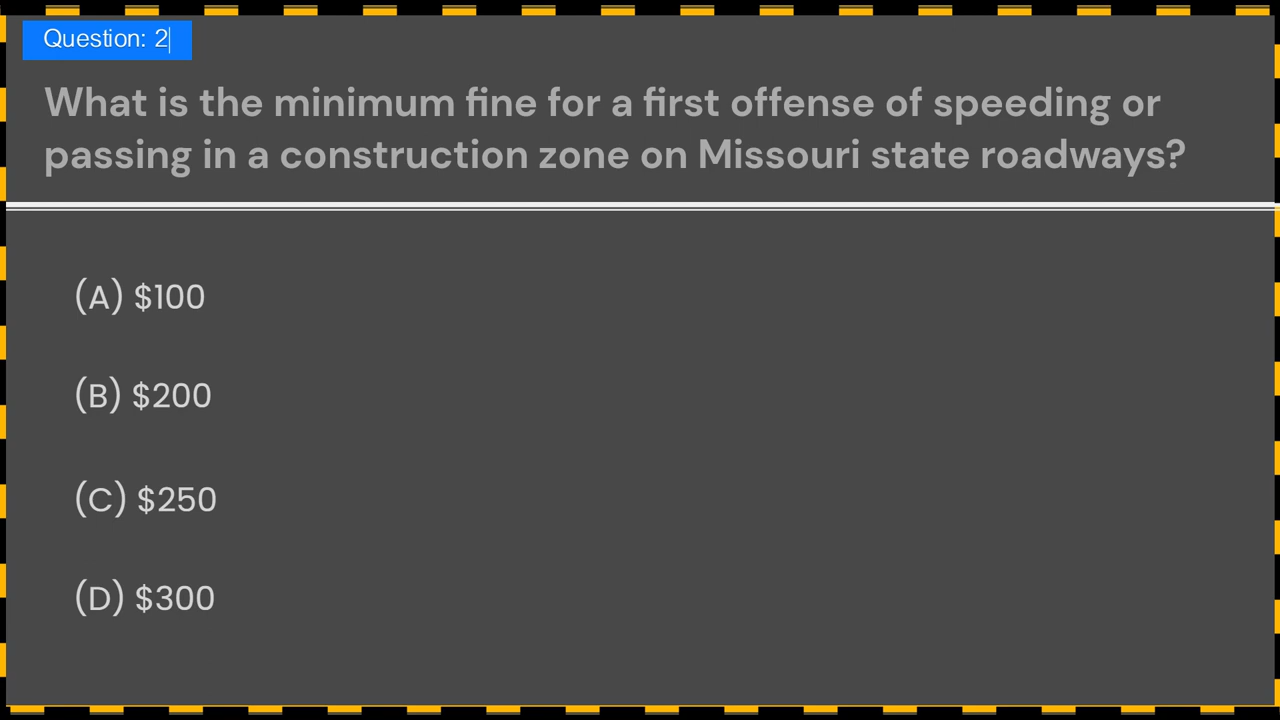 Question: 2
What is the minimum fine for a first offense of speeding or
passing in a construction zone on Missouri state roadways?
(A) $100
(B) $200
(C) $250
(D) $300